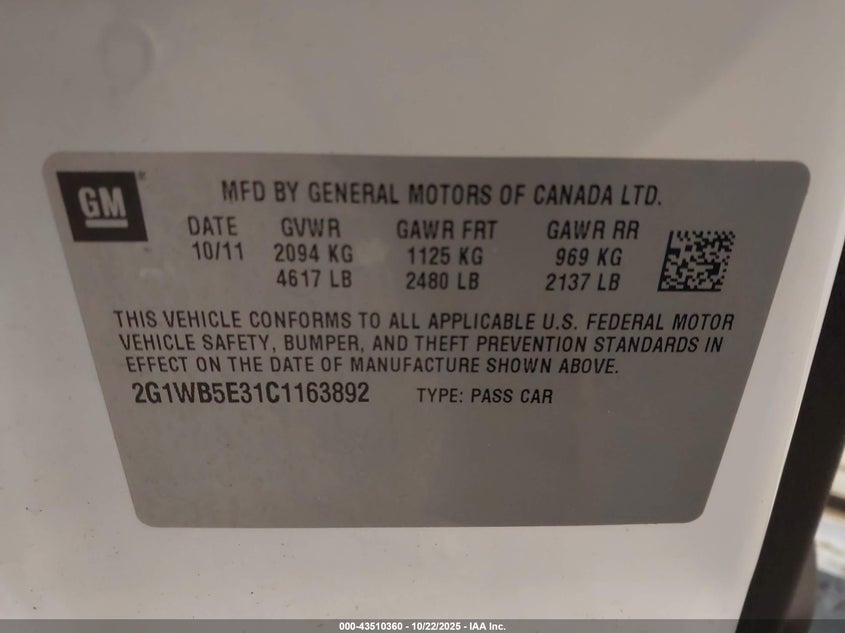 GM
MFD BY GENERAL MOTORS OF CANADA LTD.
DATE GVWR GAWR FRT GAWR RR
10/11 2094 KG 1125 KG 969 KG
4617 LB 2480 LB 2137 LB
THIS VEHICLE CONFORMS TO ALL APPLICABLE U.S. FEDERAL MOTOR
VEHICLE SAFETY, BUMPER, AND THEFT PREVENTION STANDARDS IN
EFFECT ON THE DATE OF MANUFACTURE SHOWN ABOVE.
2G1WB5E31C1163892 TYPE: PASS CAR
000-43510360 - 10/22/2025 - IAA Inc.